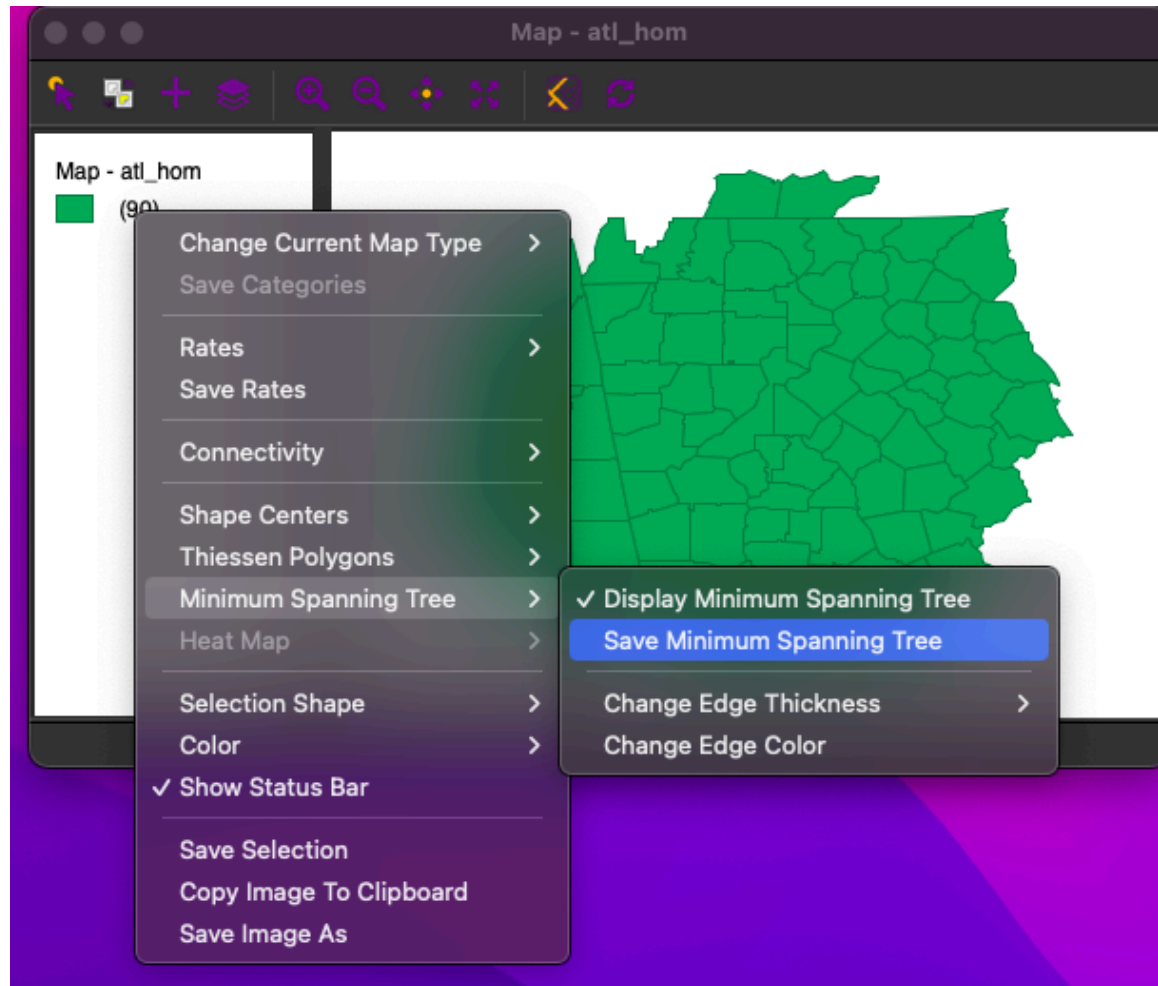 Map - atl_hom
Map - atl_hom
(90)
Change Current Map Type
Save Categories
Rates
Save Rates
Connectivity
Shape Centers
Thiessen Polygons
Minimum Spanning Tree
Heat Map
Selection Shape
Color
Show Status Bar
Save Selection
Copy Image To Clipboard
Save Image As
Display Minimum Spanning Tree
Save Minimum Spanning Tree
Change Edge Thickness
Change Edge Color